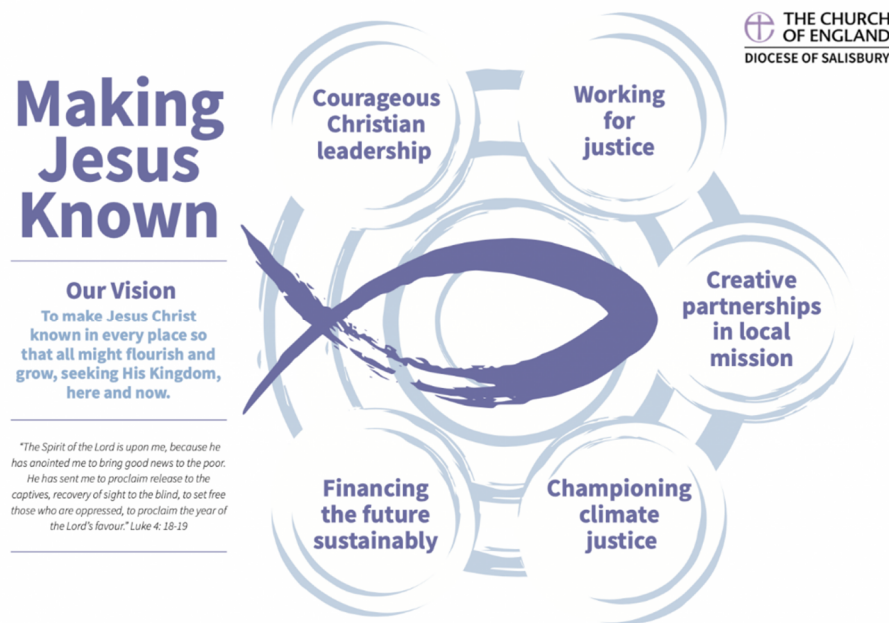 Making
Jesus
Known
Our Vision
To make Jesus Christ
known in every place so
that all might flourish and
grow, seeking His Kingdom,
here and now.
"The Spirit of the Lord is upon me, because he
has anointed me to bring good news to the poor.
He has sent me to proclaim release to the
captives, recovery of sight to the blind, to set free
those who are oppressed, to proclaim the year of
the Lord's favour." Luke 4: 18-19
Courageous
Christian
leadership
Working
for
justice
Creative
partnerships
in local
mission
Championing
climate
justice
Financing
the future
sustainably
THE CHURCH
OF ENGLAND
DIOCESE OF SALISBURY